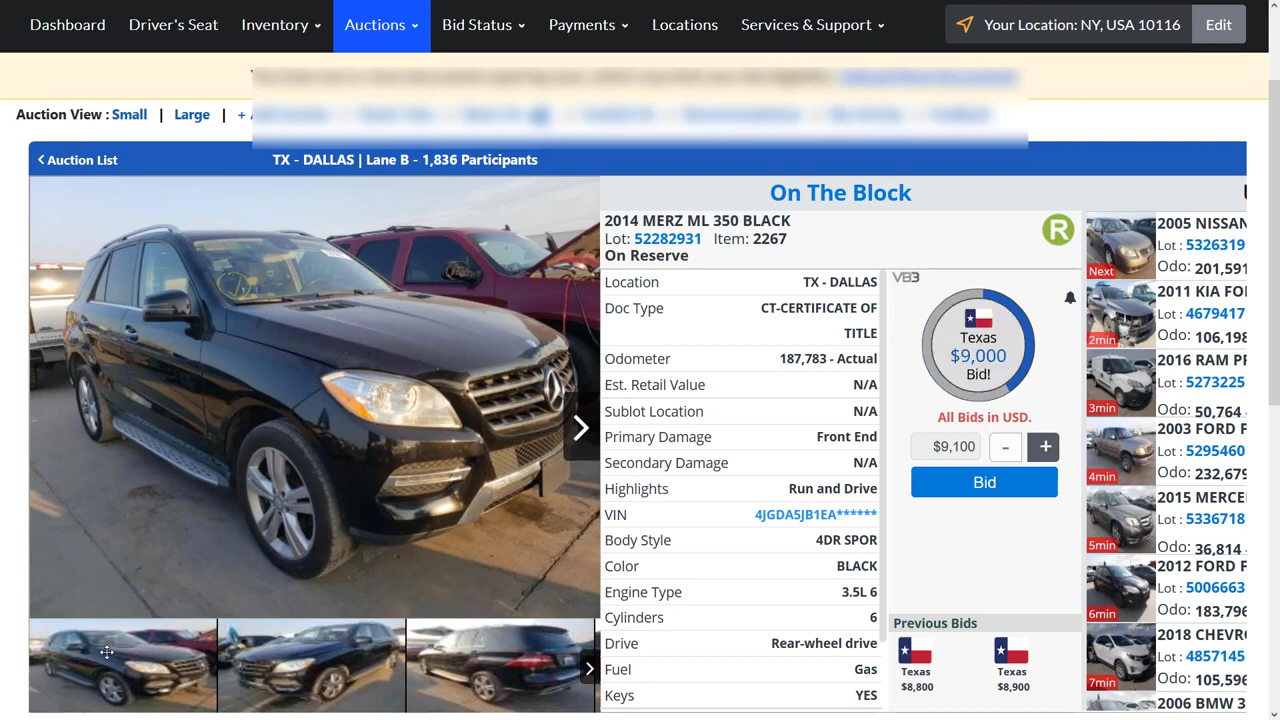 Dashboard
Driver's Seat
Inventory
Auctions
Bid Status
Payments
Locations
Services & Support
Your Location: NY, USA 10116
Edit
Auction View : Small | Large | +
Auction List
TX - DALLAS | Lane B - 1,836 Participants
On The Block
2014 MERZ ML 350 BLACK
Lot: 52282931 Item: 2267
On Reserve
R
Location TX - DALLAS
Doc Type CT-CERTIFICATE OF
TITLE
Odometer 187,783 - Actual
Est. Retail Value N/A
Sublot Location N/A
Primary Damage Front End
Secondary Damage N/A
Highlights Run and Drive
VIN 4JGDA5JB1EA******
Body Style 4DR SPOR
Color BLACK
Engine Type 3.5L 6
Cylinders 6
Drive Rear-wheel drive
Fuel Gas
Keys YES
VB3
Texas
$9,000
Bid!
All Bids in USD.
$9,100 - +
Bid
Previous Bids
Texas
$8,800
Texas
$8,900
Next
2005 NISSAN
Lot : 5326319
Odo: 201,591
2min
2011 KIA FO
Lot : 4679417
Odo: 106,198
3min
2016 RAM PR
Lot : 5273225
Odo: 50,764
4min
2003 FORD F
Lot : 5295460
Odo: 232,679
5min
2015 MERCE
Lot : 5336718
Odo: 36,814
6min
2012 FORD F
Lot : 5006663
Odo: 183,796
7min
2018 CHEVR
Lot : 4857145
Odo: 105,596
2006 BMW 3